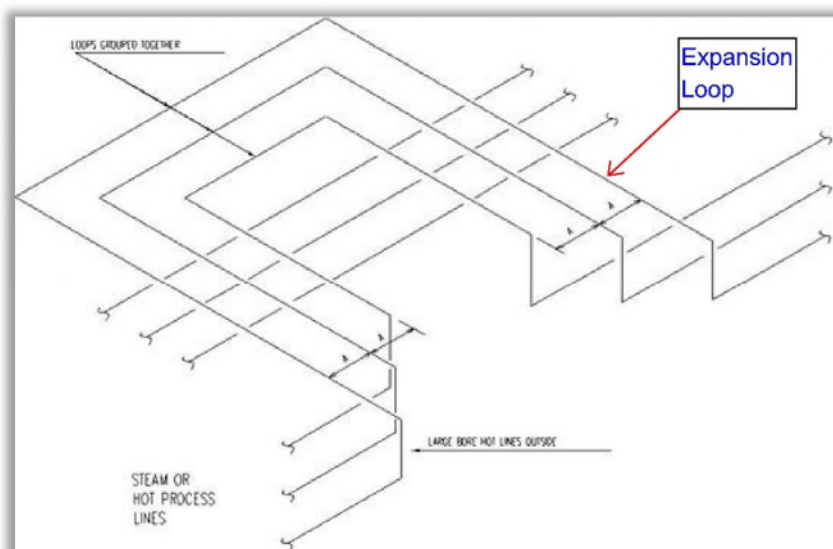 LOOPS GROUPED TOGETHER
Expansion
Loop
A
A
A
A
LARGE BORE HOT LINES OUTSIDE
STEAM OR
HOT PROCESS
LINES